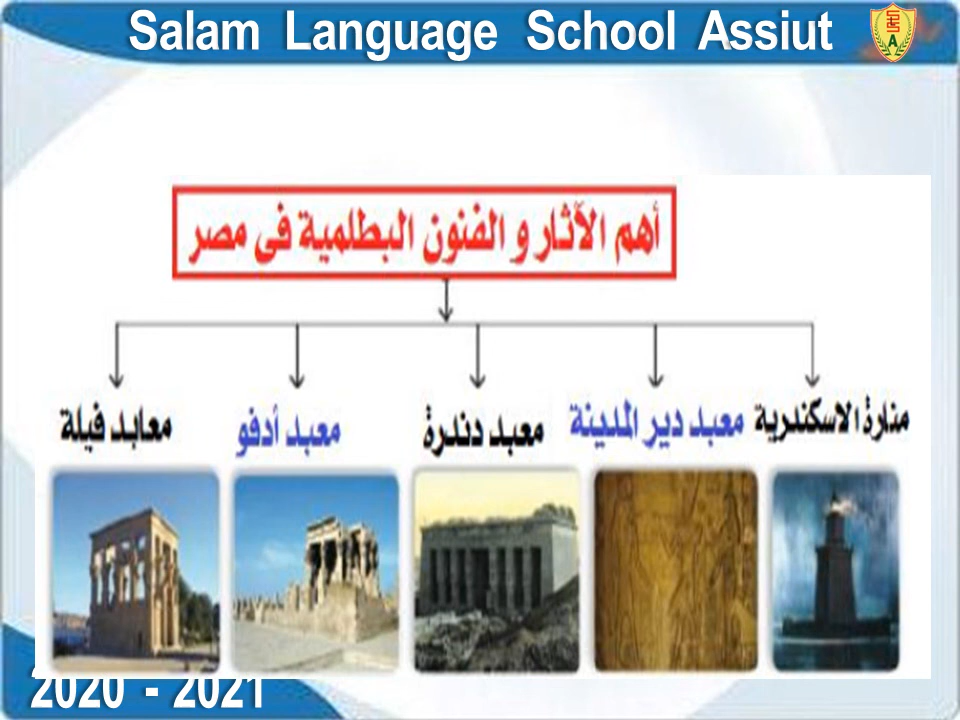 Salam Language School Assiut
أهم الآثار و الفنون البطلمية فى مصر
منارة الاسكندرية
معبد دير المدينة
معبد دندرة
معبد أدفو
معابد فيلة
2020 - 2021